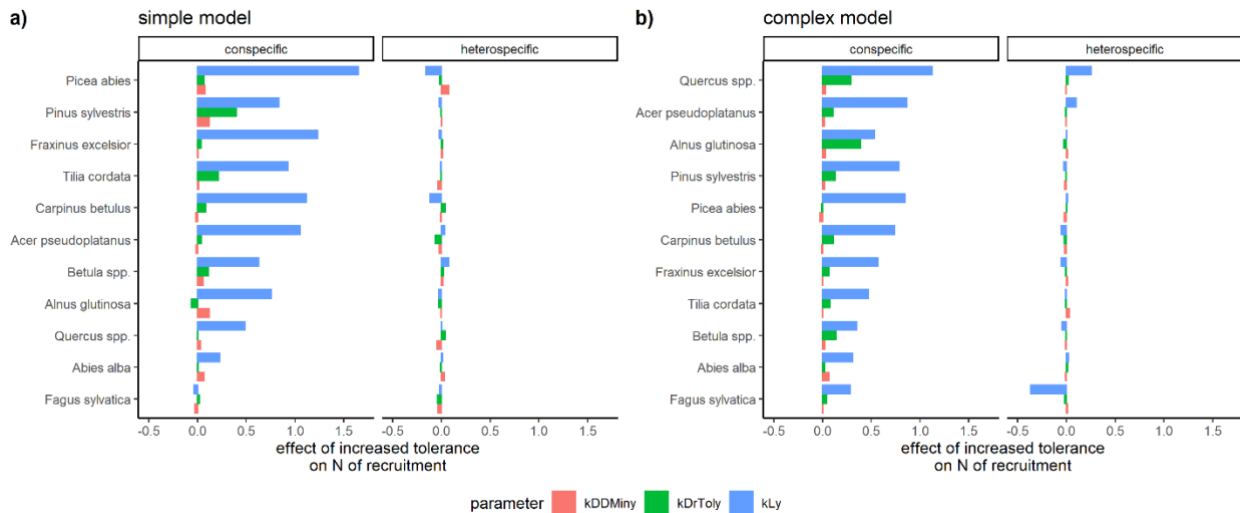 a) simple model
conspecific heterospecific
Picea abies
Pinus sylvestris
Fraxinus excelsior
Tilia cordata
Carpinus betulus
Acer pseudoplatanus
Betula spp.
Alnus glutinosa
Quercus spp.
Abies alba
Fagus sylvatica
-0.5 0.0 0.5 1.0 1.5 -0.5 0.0 0.5 1.0 1.5
effect of increased tolerance
on N of recruitment
b) complex model
conspecific heterospecific
Quercus spp.
Acer pseudoplatanus
Alnus glutinosa
Pinus sylvestris
Picea abies
Carpinus betulus
Fraxinus excelsior
Tilia cordata
Betula spp.
Abies alba
Fagus sylvatica
-0.5 0.0 0.5 1.0 1.5 -0.5 0.0 0.5 1.0 1.5
effect of increased tolerance
on N of recruitment
parameter kDDMiny kDrToly kLy